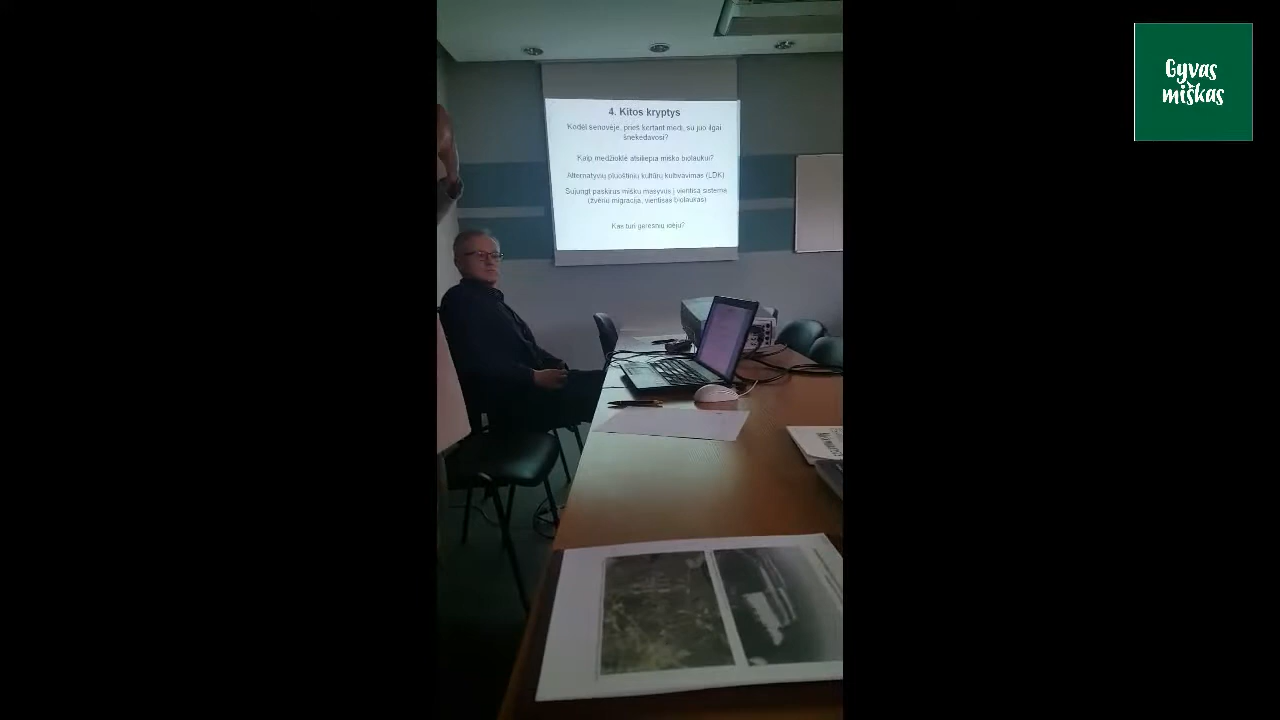 Gyvas
miškas
4. Kitos kryptys
Kodėl senovėje, prieš kertant medį, su juo ilgai
šnekėdavosi?
Kaip medžioklė atsiliepia miško biolaukui?
Alternatyvių pluoštinių kultūrų kultivavimas (LDK)
Sujungt paskirus miškų masyvus į vientisą sistemą
(žvėrių migracija, vientisas biolaukas)
Kas turi geresnių idėjų?